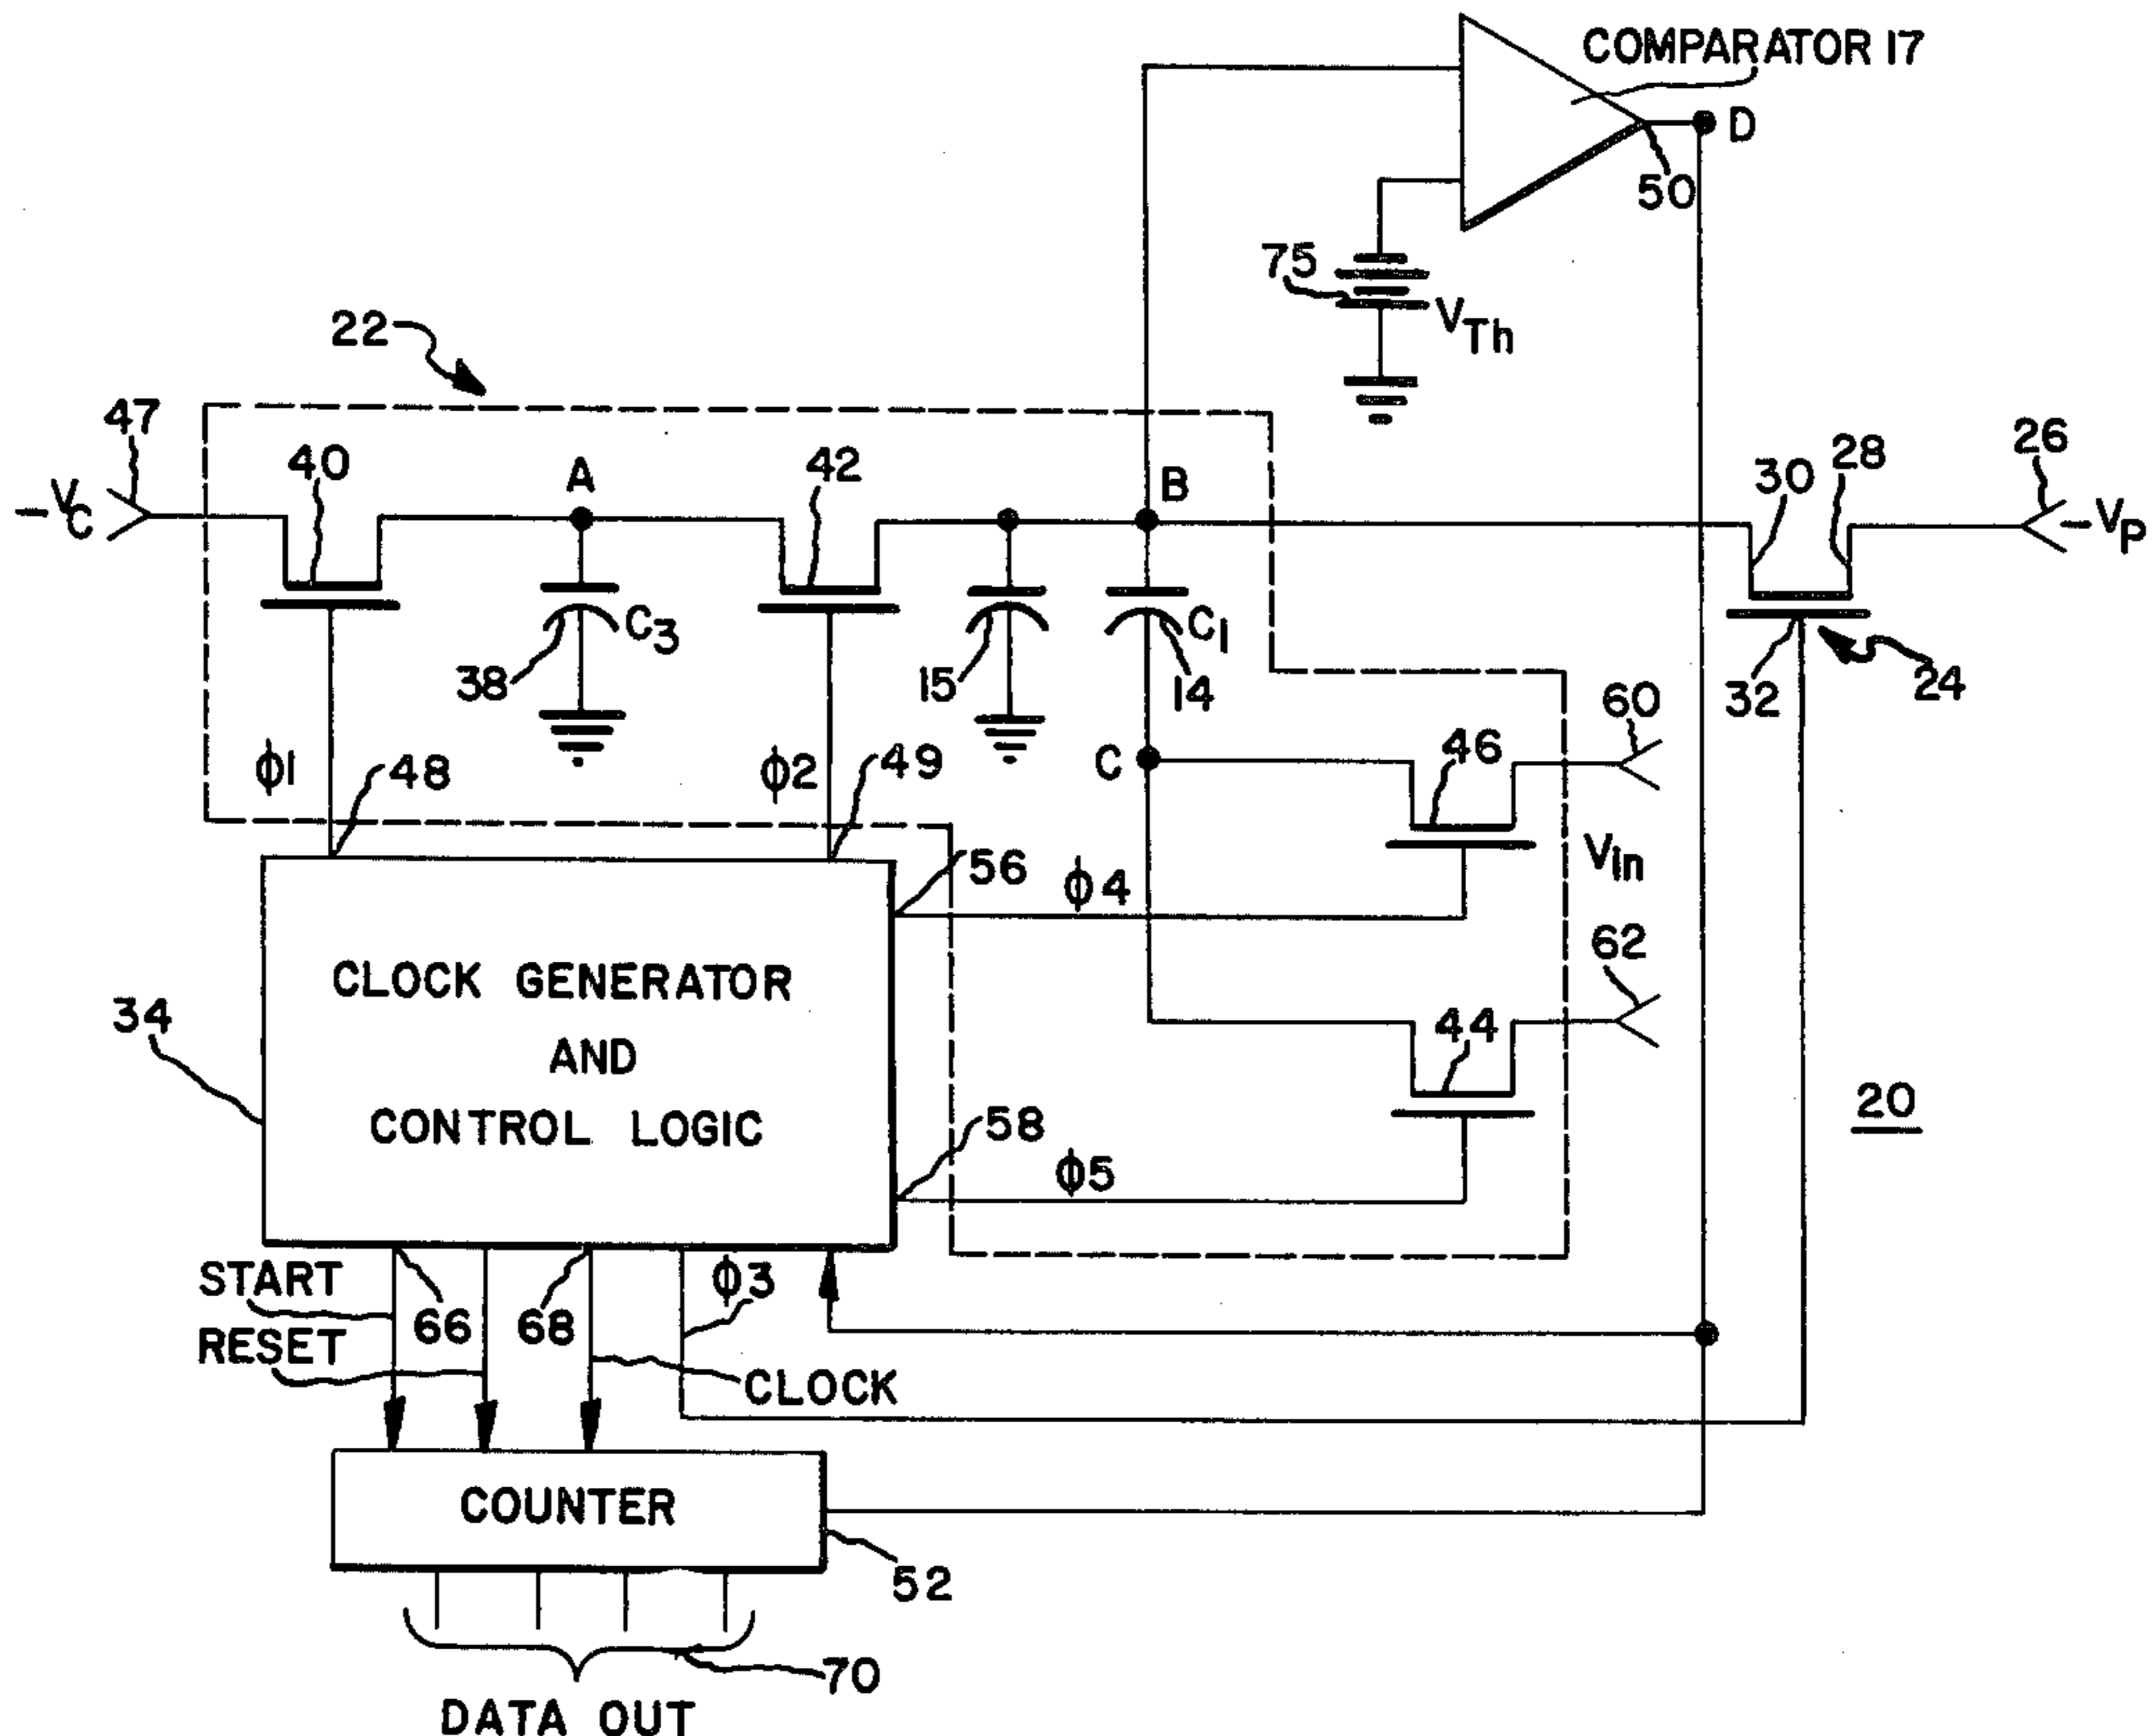 COMPARATOR 17
D
50
75
VTh
22
47
40
A
42
B
30
28
26
-VC
-VP
C3
38
15
C1
14
32
24
60
46
C
ϕ1
48
ϕ2
49
Vin
56
ϕ4
62
CLOCK GENERATOR
AND
CONTROL LOGIC
34
44
20
58
ϕ5
START
66
68
ϕ3
RESET
CLOCK
COUNTER
52
70
DATA OUT